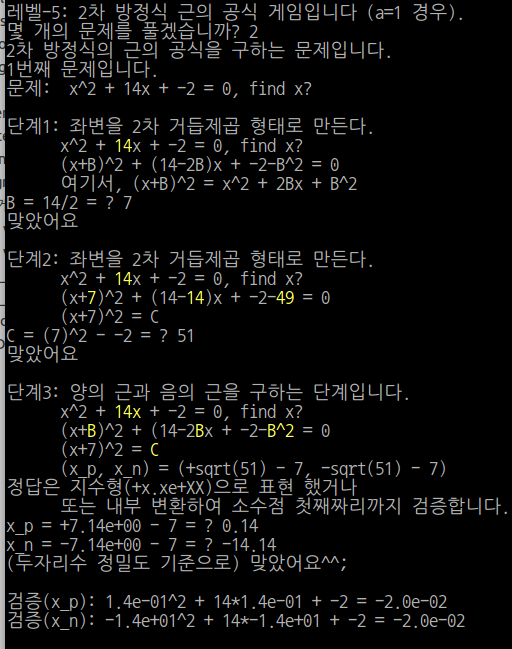 레벨-5: 2차 방정식 근의 공식 게임입니다 (a=1 경우).
몇 개의 문제를 풀겠습니까? 2
2차 방정식의 근의 공식을 구하는 문제입니다.
1번째 문제입니다.
문제:  x^2 + 14x + -2 = 0, find x?

단계1: 좌변을 2차 거듭제곱 형태로 만든다.
      x^2 + 14x + -2 = 0, find x?
      (x+B)^2 + (14-2B)x + -2-B^2 = 0
      여기서, (x+B)^2 = x^2 + 2Bx + B^2
B = 14/2 = ? 7
맞았어요

단계2: 좌변을 2차 거듭제곱 형태로 만든다.
      x^2 + 14x + -2 = 0, find x?
      (x+7)^2 + (14-14)x + -2-49 = 0
      (x+7)^2 = C
C = (7)^2 - -2 = ? 51
맞았어요

단계3: 양의 근과 음의 근을 구하는 단계입니다.
      x^2 + 14x + -2 = 0, find x?
      (x+B)^2 + (14-2Bx + -2-B^2 = 0
      (x+7)^2 = C
      (x_p, x_n) = (+sqrt(51) - 7, -sqrt(51) - 7)
정답은 지수형(+x.xe+XX)으로 표현 했거나
      또는 내부 변환하여 소수점 첫째짜리까지 검증합니다.
x_p = +7.14e+00 - 7 = ? 0.14
x_n = -7.14e+00 - 7 = ? -14.14
(두자리수 정밀도 기준으로) 맞았어요^^;

검증(x_p): 1.4e-01^2 + 14*1.4e-01 + -2 = -2.0e-02
검증(x_n): -1.4e+01^2 + 14*-1.4e+01 + -2 = -2.0e-02